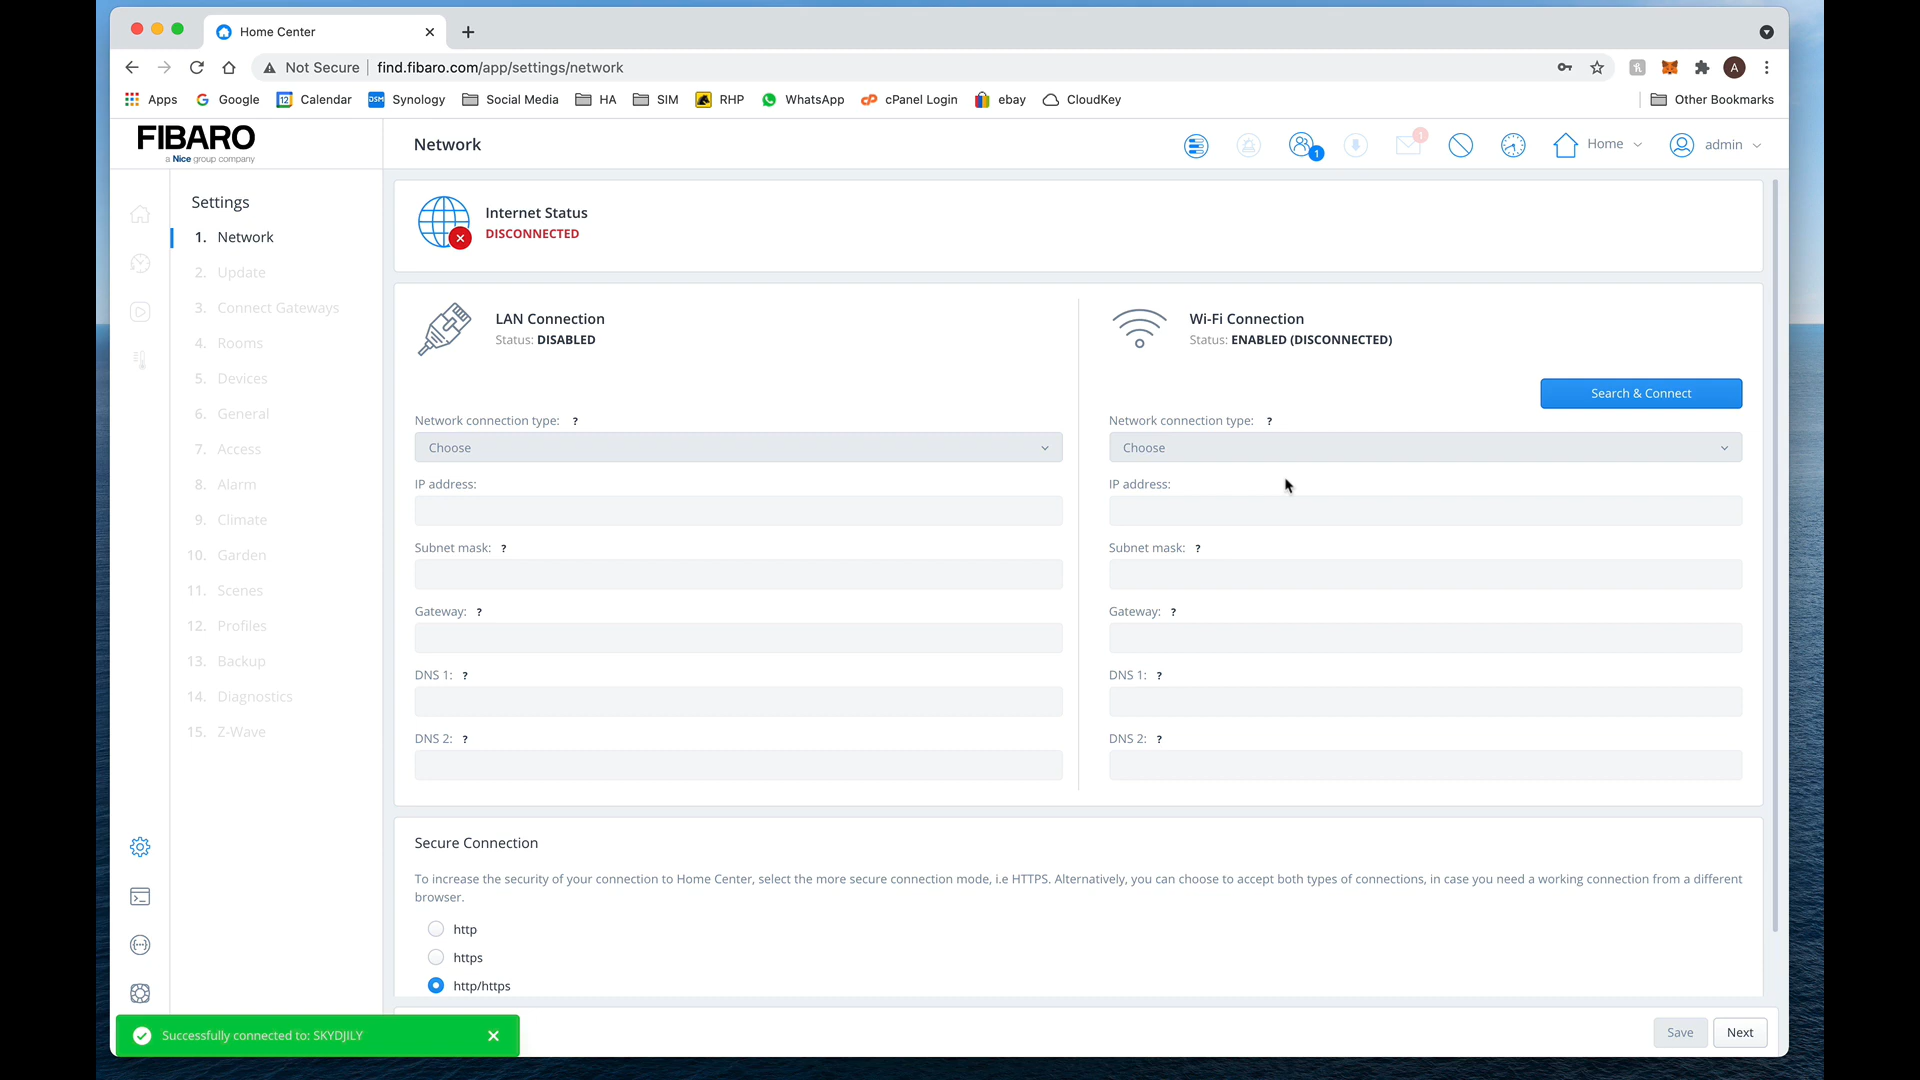 Home Center
Not Secure
find.fibaro.com/app/settings/network
A
Apps
Google
12
Calendar
DSM
Synology
Social Media
HA
SIM
RHP
WhatsApp
cP
cPanel Login
ebay
CloudKey
Other Bookmarks
FIBARO
a Nice group company
Network
1
1
Home
admin
Settings
1. Network
2. Update
3. Connect Gateways
4. Rooms
5. Devices
6. General
7. Access
8. Alarm
9. Climate
10. Garden
11. Scenes
12. Profiles
13. Backup
14. Diagnostics
15. Z-Wave
Internet Status
DISCONNECTED
LAN Connection
Status: DISABLED
Network connection type: ?
Choose
IP address:
Subnet mask: ?
Gateway: ?
DNS 1: ?
DNS 2: ?
Wi-Fi Connection
Status: ENABLED (DISCONNECTED)
Search & Connect
Network connection type: ?
Choose
IP address:
Subnet mask: ?
Gateway: ?
DNS 1: ?
DNS 2: ?
Secure Connection
To increase the security of your connection to Home Center, select the more secure connection mode, i.e HTTPS. Alternatively, you can choose to accept both types of connections, in case you need a working connection from a different
browser.
http
https
http/https
Successfully connected to: SKYDJILY
Save
Next